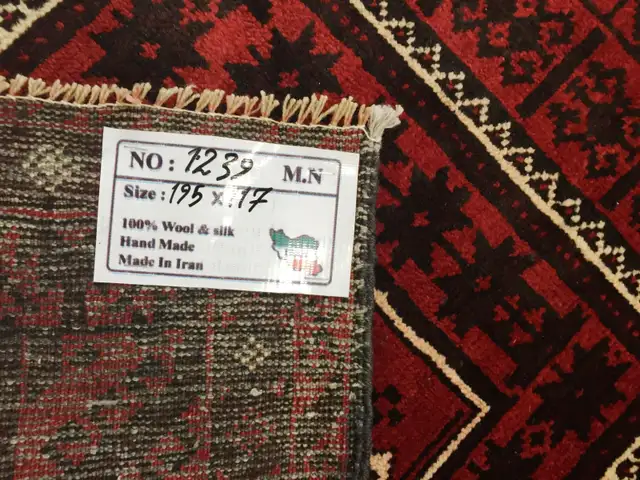 NO: 1239 M.N
Size: 195 x 117
100% Wool & silk
Hand Made
Made In Iran